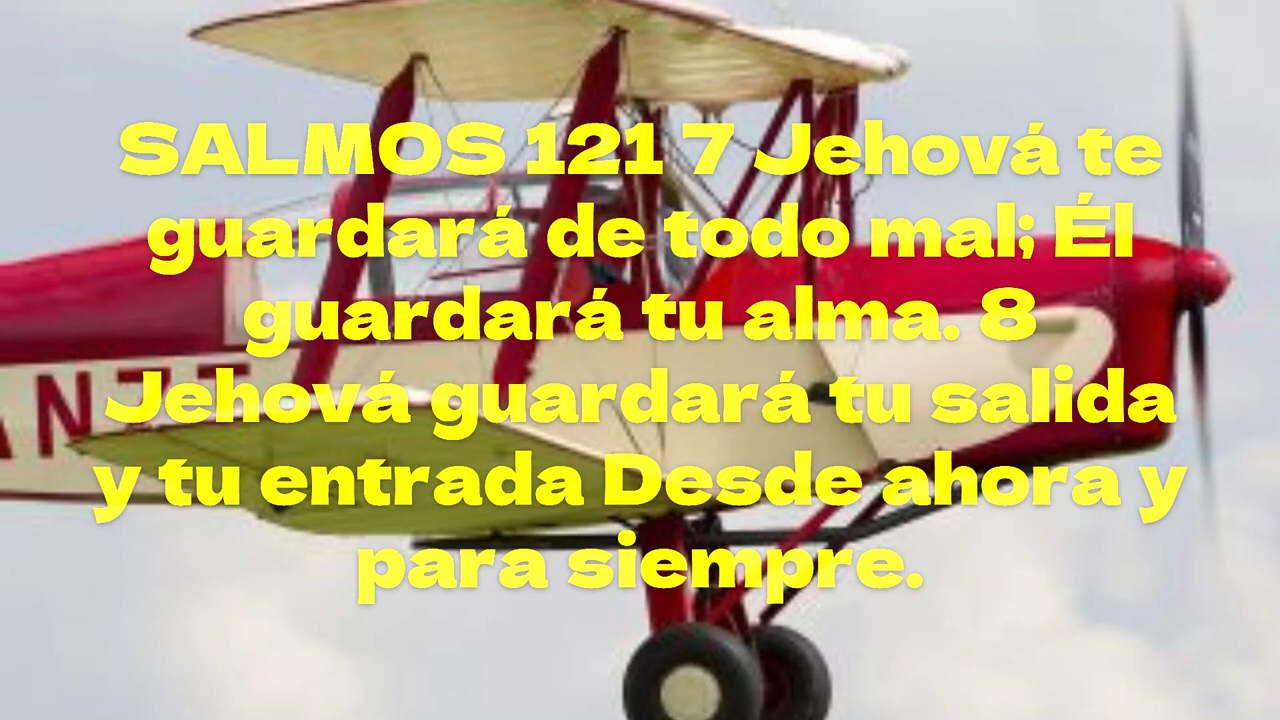 SALMOS 121 7 Jehová te
guardará de todo mal; Él
guardará tu alma. 8
Jehová guardará tu salida
y tu entrada Desde ahora y
para siempre.